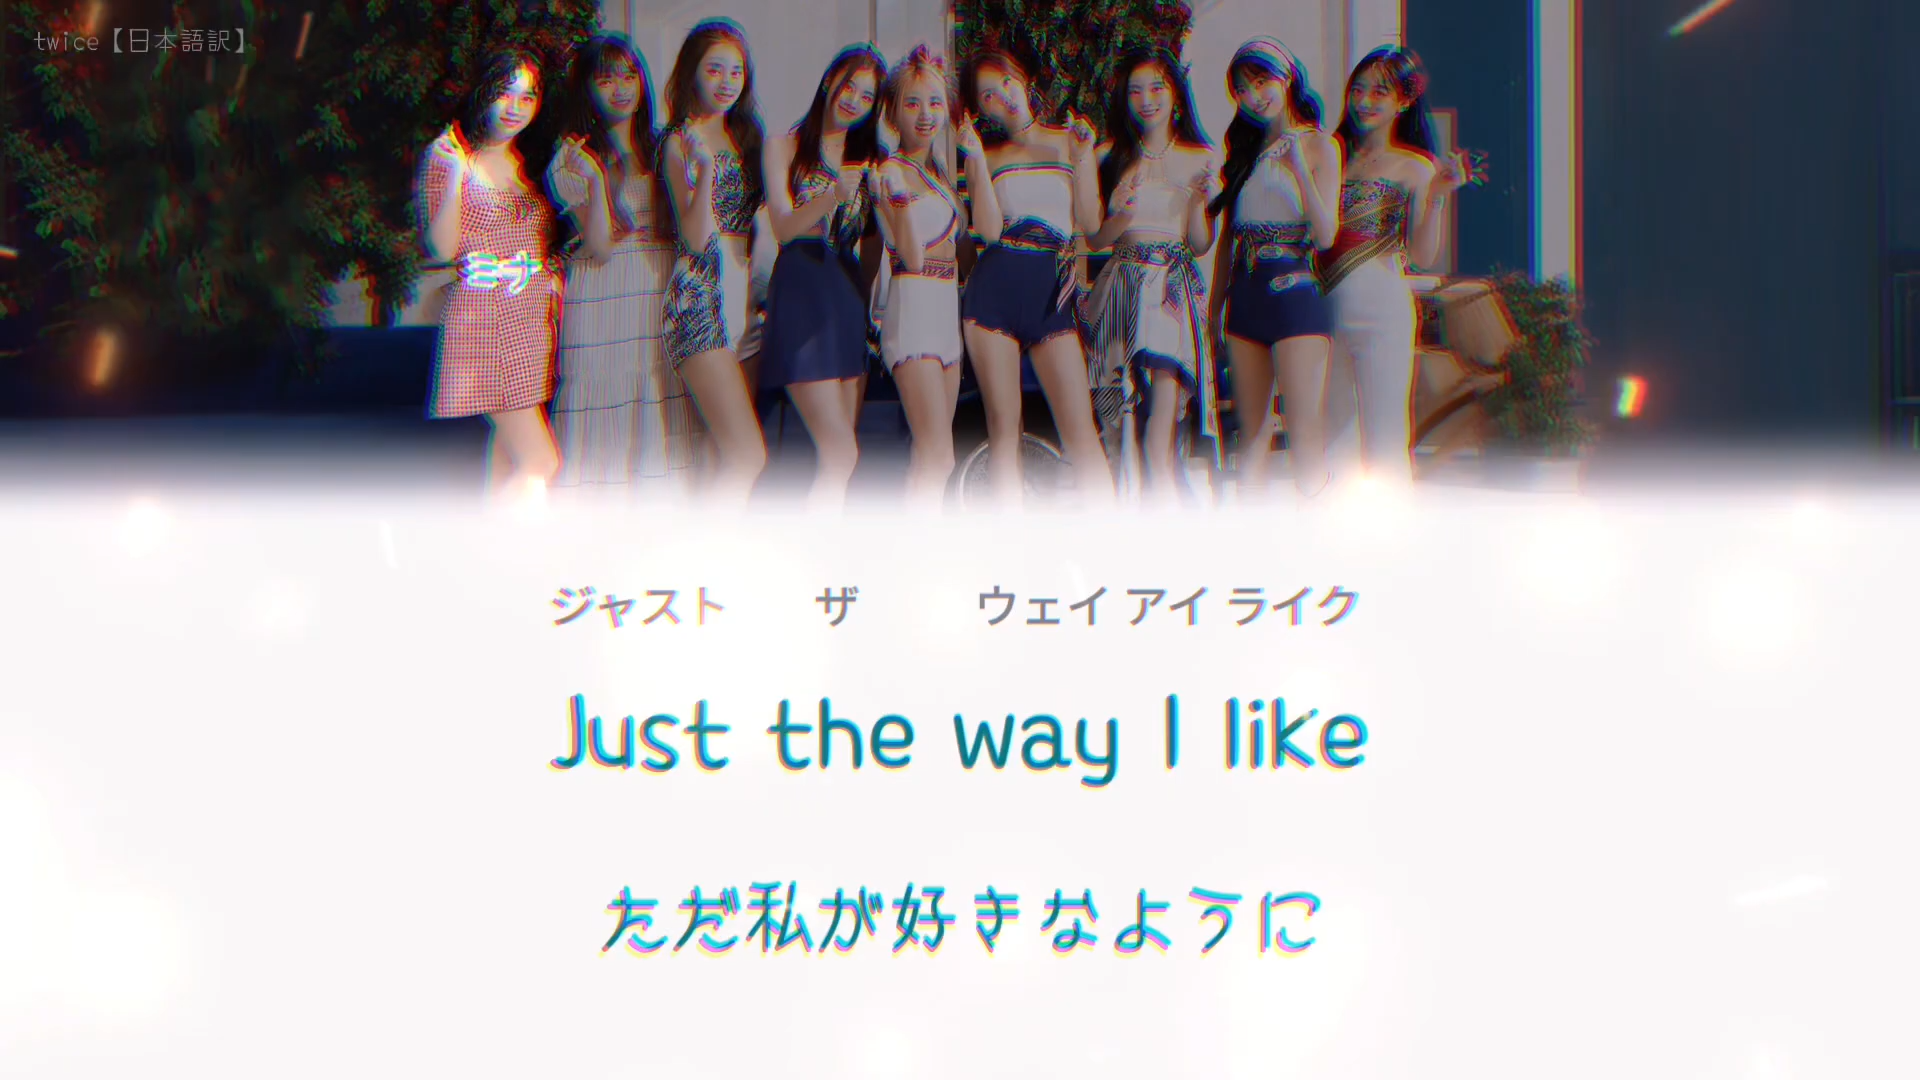 twice【日本語訳】
ミナ
ジャスト ザ ウェイ アイ ライク
Just the way I like
ただ私が好きなように